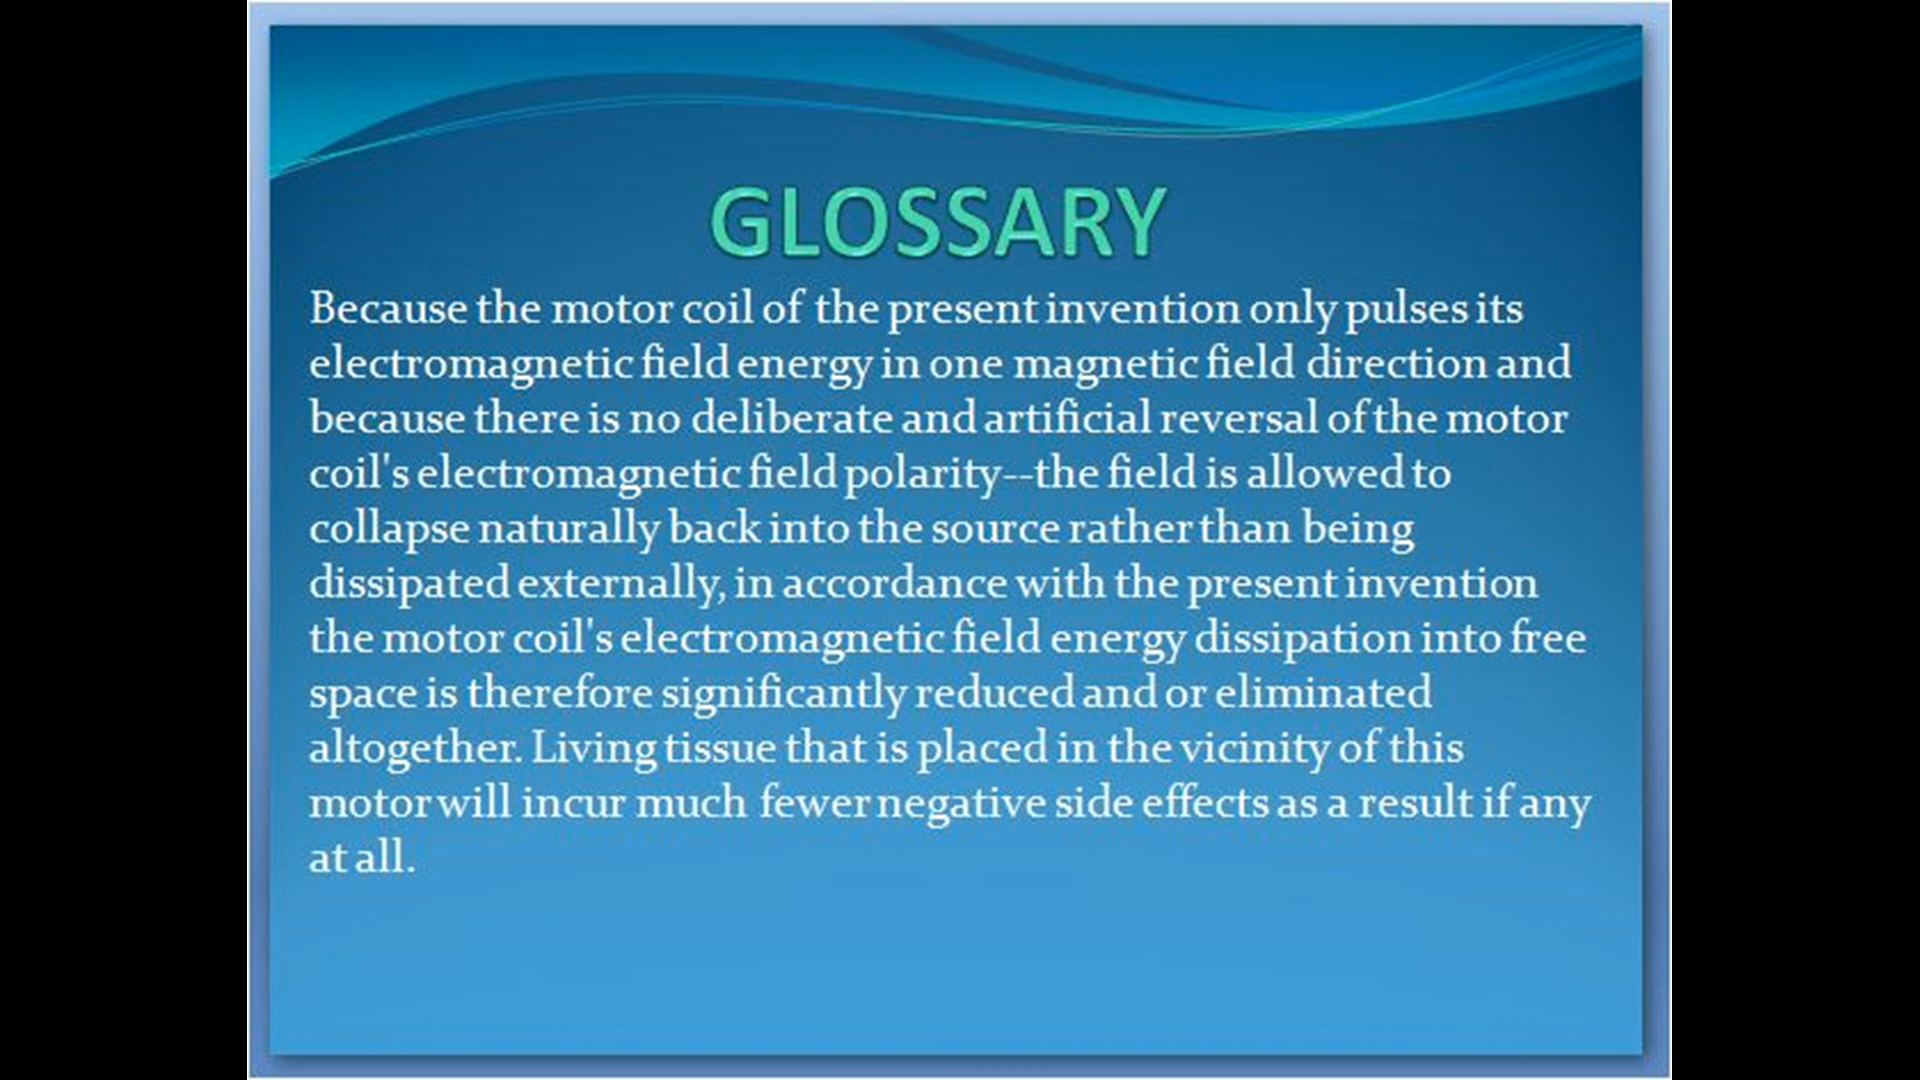 GLOSSARY
Because the motor coil of the present invention only pulses its
electromagnetic field energy in one magnetic field direction and
because there is no deliberate and artificial reversal of the motor
coil's electromagnetic field polarity--the field is allowed to
collapse naturally back into the source rather than being
dissipated externally, in accordance with the present invention
the motor coil's electromagnetic field energy dissipation into free
space is therefore significantly reduced and or eliminated
altogether. Living tissue that is placed in the vicinity of this
motor will incur much fewer negative side effects as a result if any
at all.